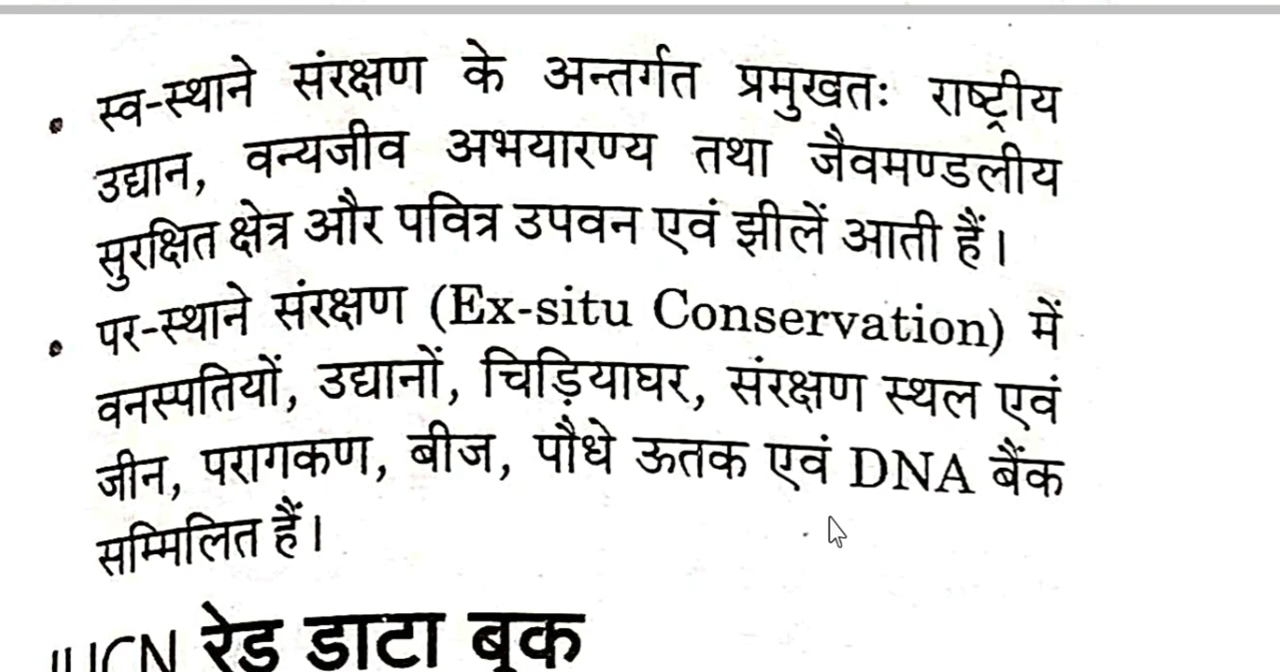 • स्व-स्थाने संरक्षण के अन्तर्गत प्रमुखतः राष्ट्रीय
उद्यान, वन्यजीव अभयारण्य तथा जैवमण्डलीय
सुरक्षित क्षेत्र और पवित्र उपवन एवं झीलें आती हैं।
• पर-स्थाने संरक्षण (Ex-situ Conservation) में
वनस्पतियों, उद्यानों, चिड़ियाघर, संरक्षण स्थल एवं
जीन, परागकण, बीज, पौधे ऊतक एवं DNA बैंक
सम्मिलित हैं।
IUCN रेड डाटा बुक